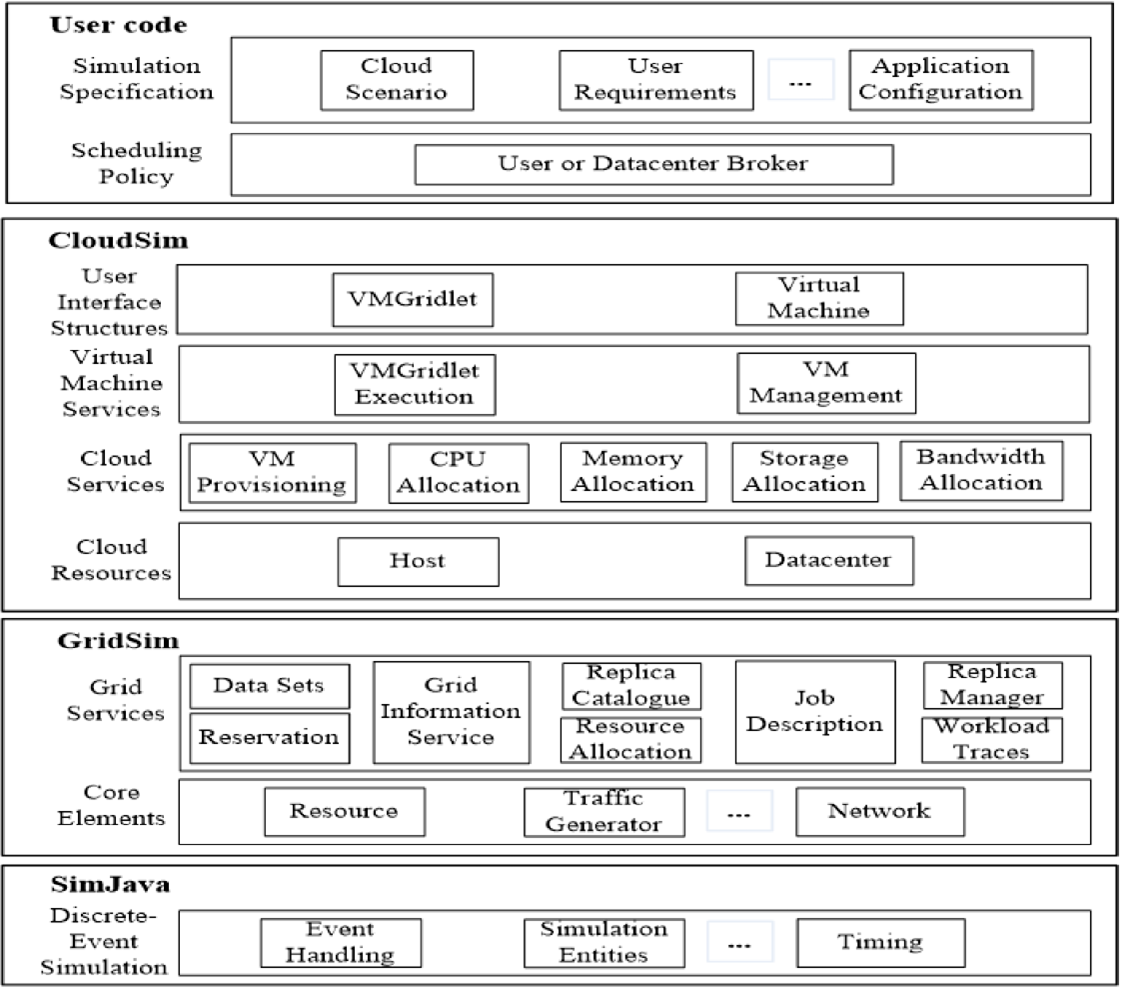 User code
Simulation
Specification
Cloud
Scenario
User
Requirements
...
Application
Configuration
Scheduling
Policy
User or Datacenter Broker
CloudSim
User
Interface
Structures
VMGridlet
Virtual
Machine
Virtual
Machine
Services
VMGridlet
Execution
VM
Management
Cloud
Services
VM
Provisioning
CPU
Allocation
Memory
Allocation
Storage
Allocation
Bandwidth
Allocation
Cloud
Resources
Host
Datacenter
GridSim
Grid
Services
Data Sets
Reservation
Grid
Information
Service
Replica
Catalogue
Resource
Allocation
Job
Description
Replica
Manager
Workload
Traces
Core
Elements
Resource
Traffic
Generator
...
Network
SimJava
Discrete-
Event
Simulation
Event
Handling
Simulation
Entities
...
Timing